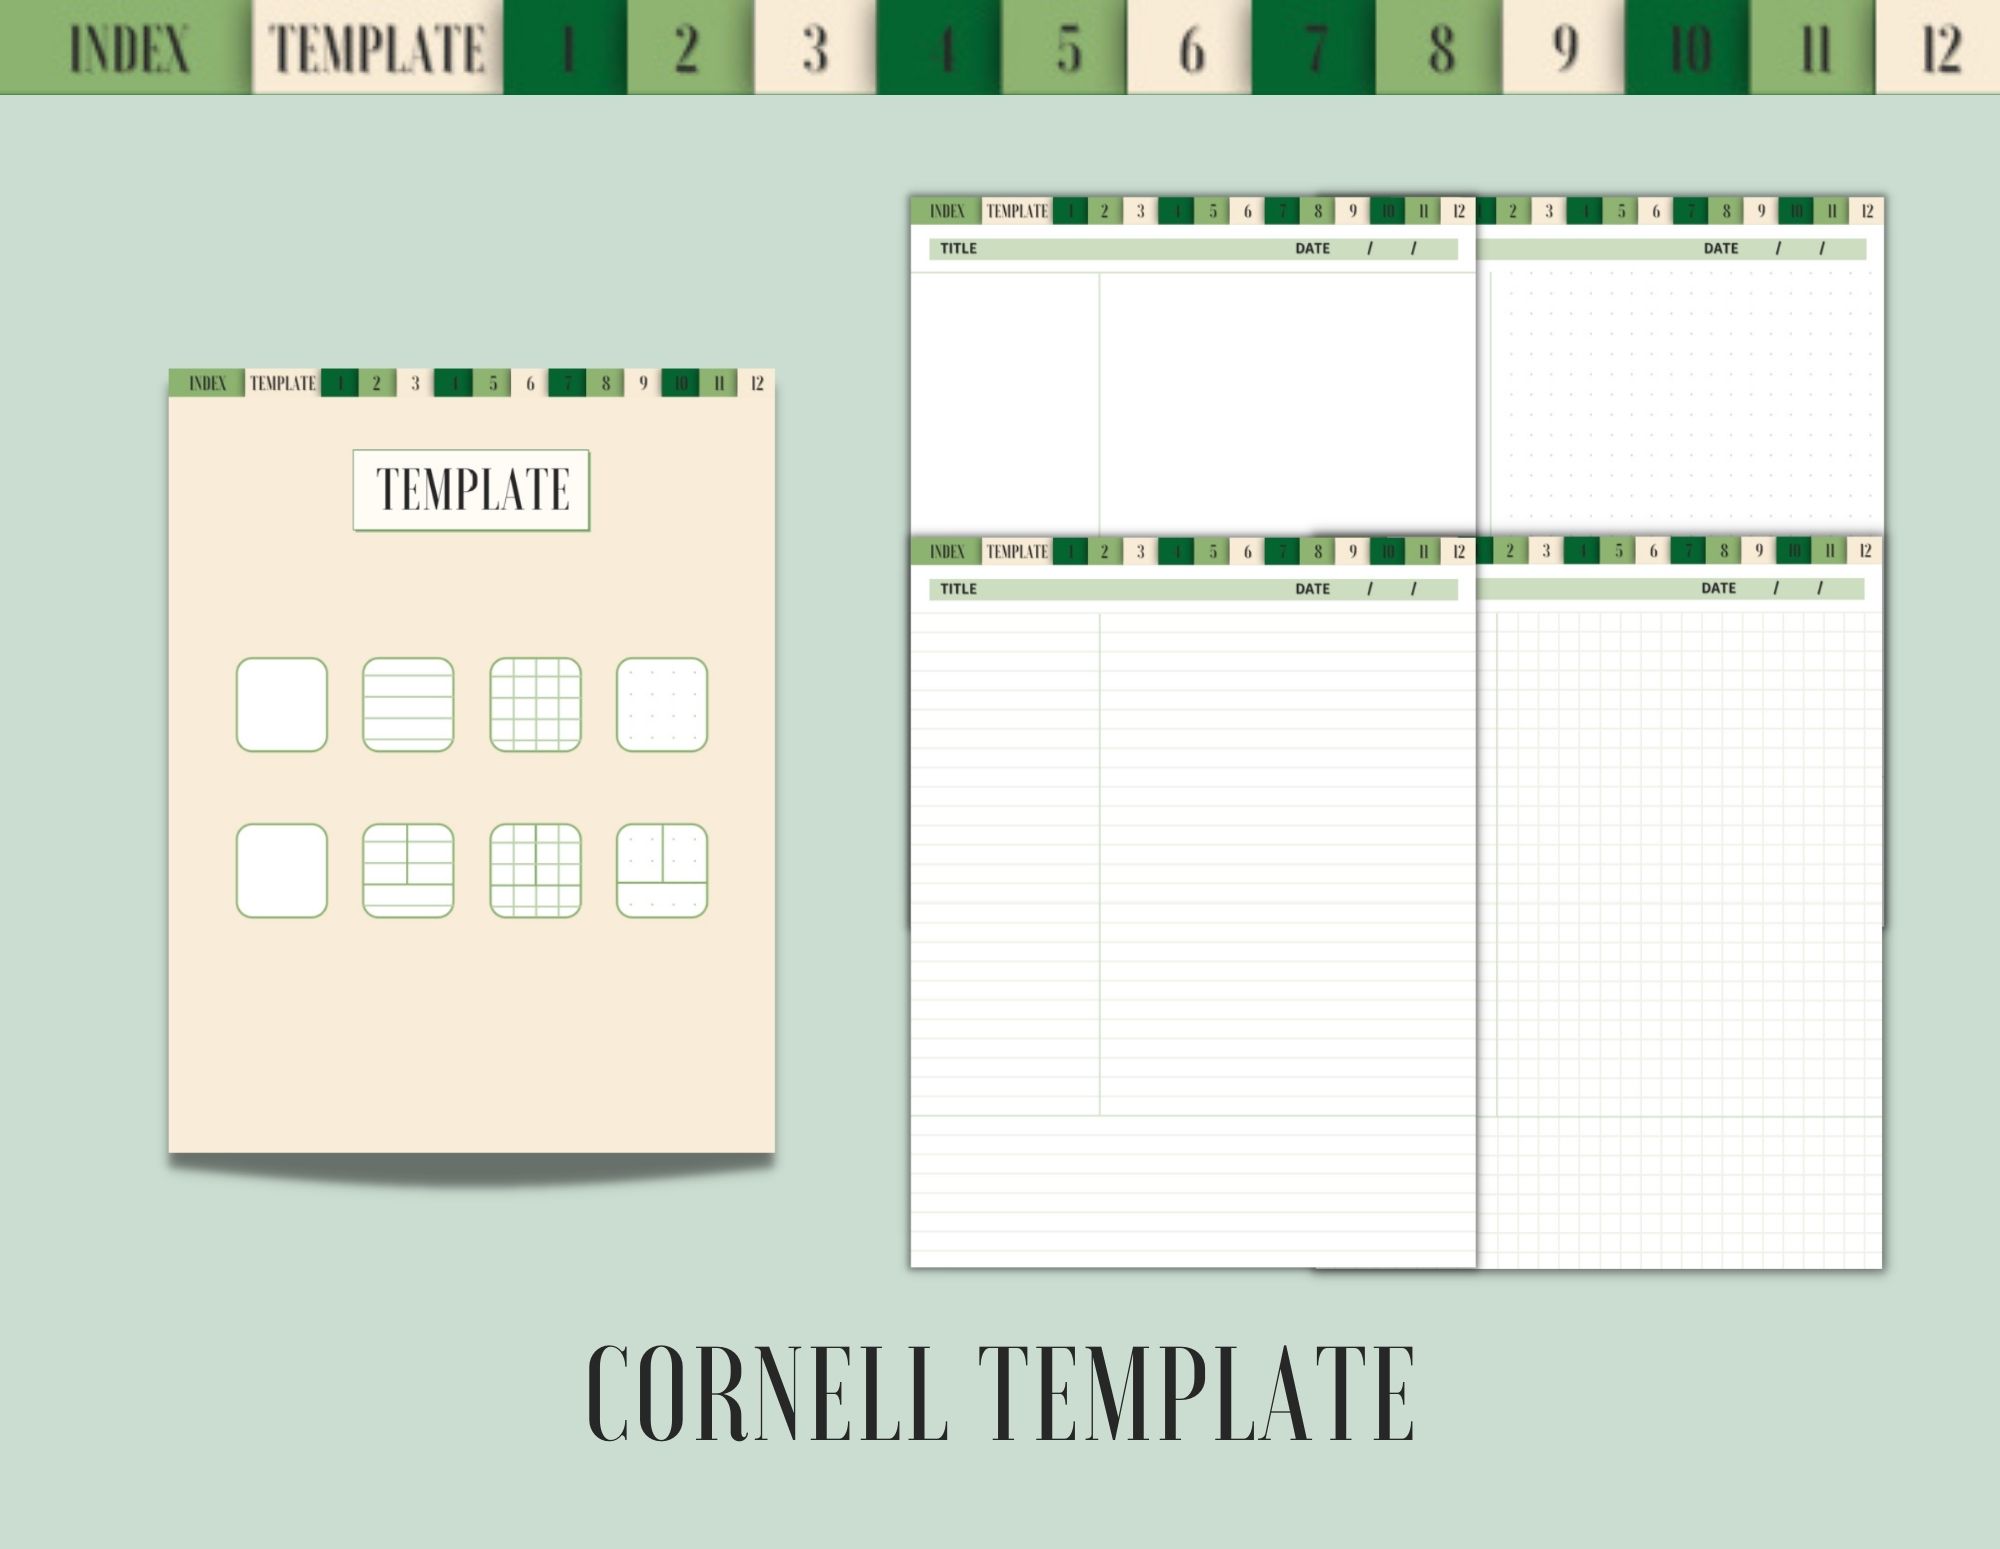 INDEX TEMPLATE 1 2 3 4 5 6 7 8 9 10 11 12
INDEX TEMPLATE 1 2 3 4 5 6 7 8 9 10 11 12
TEMPLATE
INDEX TEMPLATE 1 2 3 4 5 6 7 8 9 10 11 12
TITLE DATE / /
1 2 3 4 5 6 7 8 9 10 11 12
DATE / /
INDEX TEMPLATE 1 2 3 4 5 6 7 8 9 10 11 12
TITLE DATE / /
2 3 4 5 6 7 8 9 10 11 12
DATE / /
CORNELL TEMPLATE